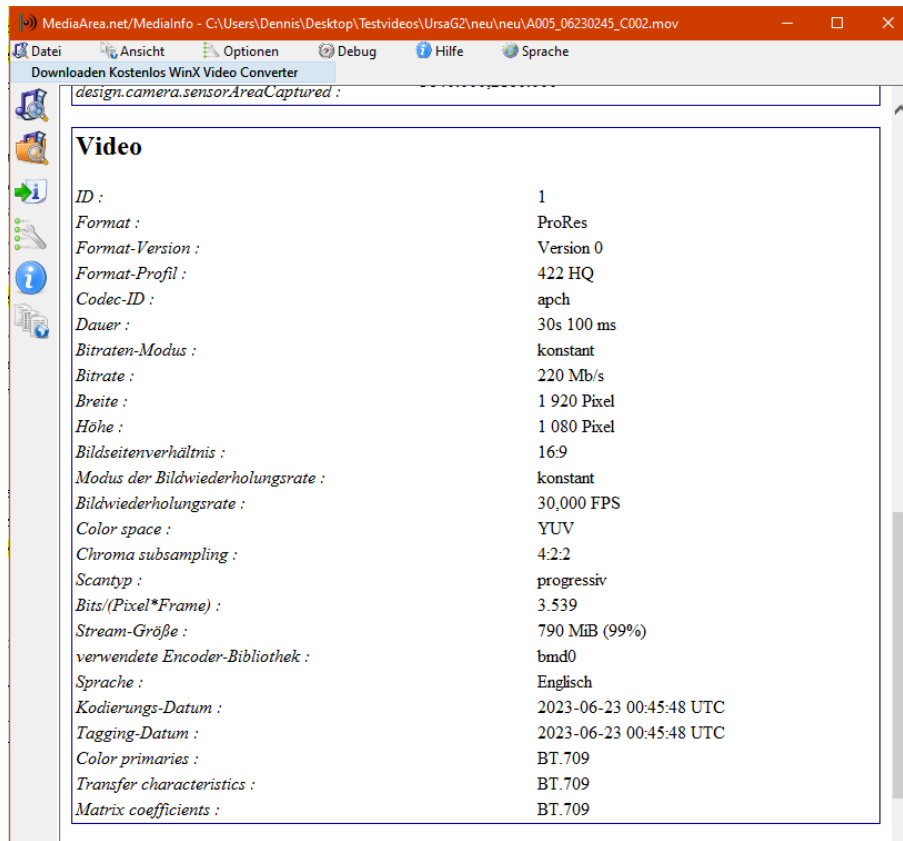 MediaArea.net/MediaInfo - C:\Users\Dennis\Desktop\Testvideos\UrsaG2\neu\neu\A005_06230245_C002.mov
Datei Ansicht Optionen Debug Hilfe Sprache
Downloaden Kostenlos WinX Video Converter
design.camera.sensorAreaCaptured :
Video
ID : 1
Format : ProRes
Format-Version : Version 0
Format-Profil : 422 HQ
Codec-ID : apch
Dauer : 30s 100 ms
Bitraten-Modus : konstant
Bitrate : 220 Mb/s
Breite : 1 920 Pixel
Höhe : 1 080 Pixel
Bildseitenverhältnis : 16:9
Modus der Bildwiederholungsrate : konstant
Bildwiederholungsrate : 30,000 FPS
Color space : YUV
Chroma subsampling : 4:2:2
Scantyp : progressiv
Bits/(Pixel*Frame) : 3.539
Stream-Größe : 790 MiB (99%)
verwendete Encoder-Bibliothek : bmd0
Sprache : Englisch
Kodierungs-Datum : 2023-06-23 00:45:48 UTC
Tagging-Datum : 2023-06-23 00:45:48 UTC
Color primaries : BT.709
Transfer characteristics : BT.709
Matrix coefficients : BT.709